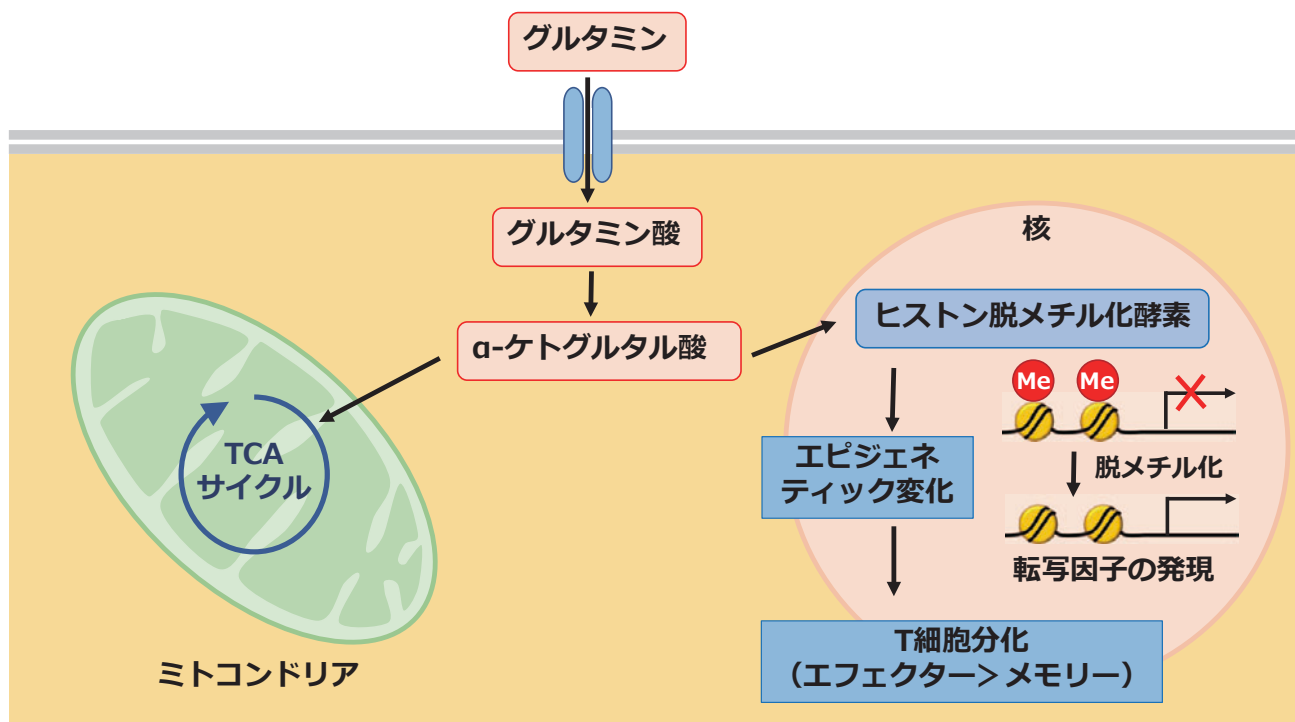 グルタミン
グルタミン酸
α-ケトグルタル酸
TCA
サイクル
ミトコンドリア
核
ヒストン脱メチル化酵素
エピジェネ
ティック変化
Me
Me
脱メチル化
転写因子の発現
T細胞分化
（エフェクター＞メモリー）